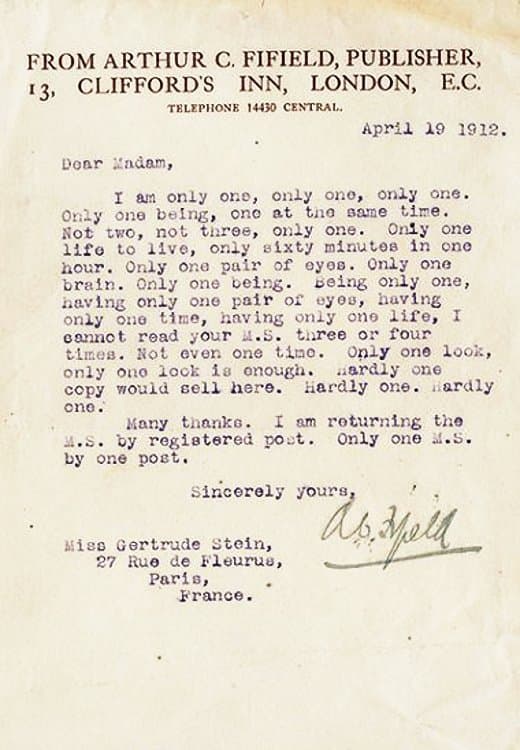 FROM ARTHUR C. FIFIELD, PUBLISHER,
13, CLIFFORD'S INN, LONDON, E.C.
TELEPHONE 14430 CENTRAL.
April 19 1912.
Dear Madam,
I am only one, only one, only one.
Only one being, one at the same time.
Not two, not three, only one. Only one
life to live, only sixty minutes in one
hour. Only one pair of eyes. Only one
brain. Only one being. Being only one,
having only one pair of eyes, having
only one time, having only one life, I
cannot read your M.S. three or four
times. Not even one time. Only one look,
only one look is enough. Hardly one
copy would sell here. Hardly one. Hardly
one.
Many thanks. I am returning the
M.S. by registered post. Only one M.S.
by one post.
Sincerely yours,
A.C. Fifield
Miss Gertrude Stein,
27 Rue de Fleurus,
Paris,
France.